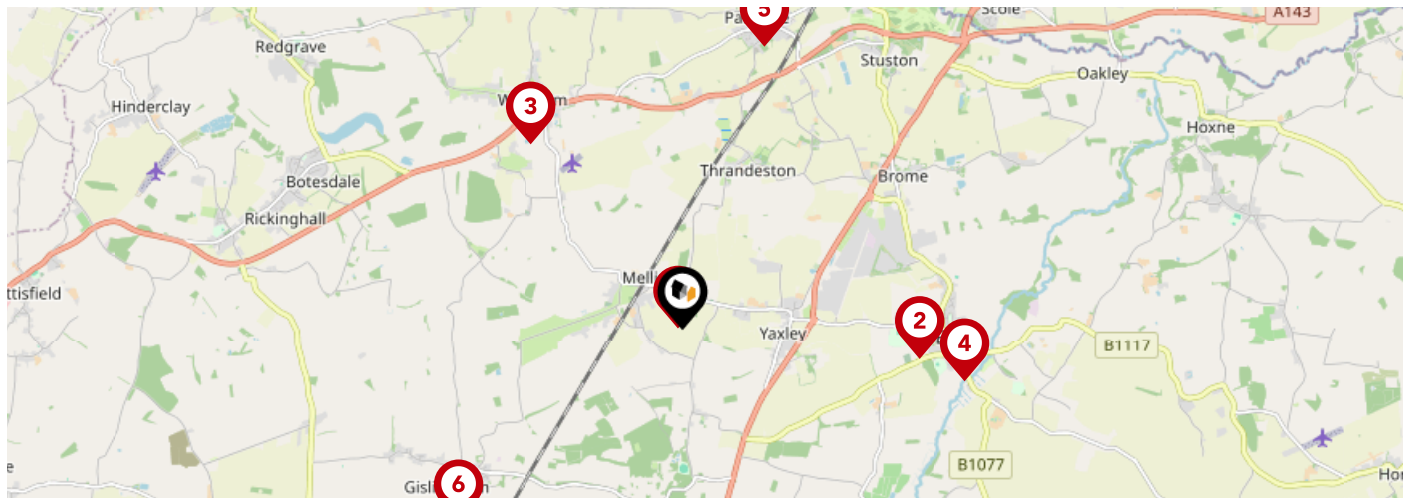 5
Scole
A143
Redgrave
Stuston
Oakley
Hinderclay
3
Hoxne
Thrandeston
Brome
Botesdale
Rickinghall
ttisfield
Melli
2
Yaxley
4
B1117
B1077
6